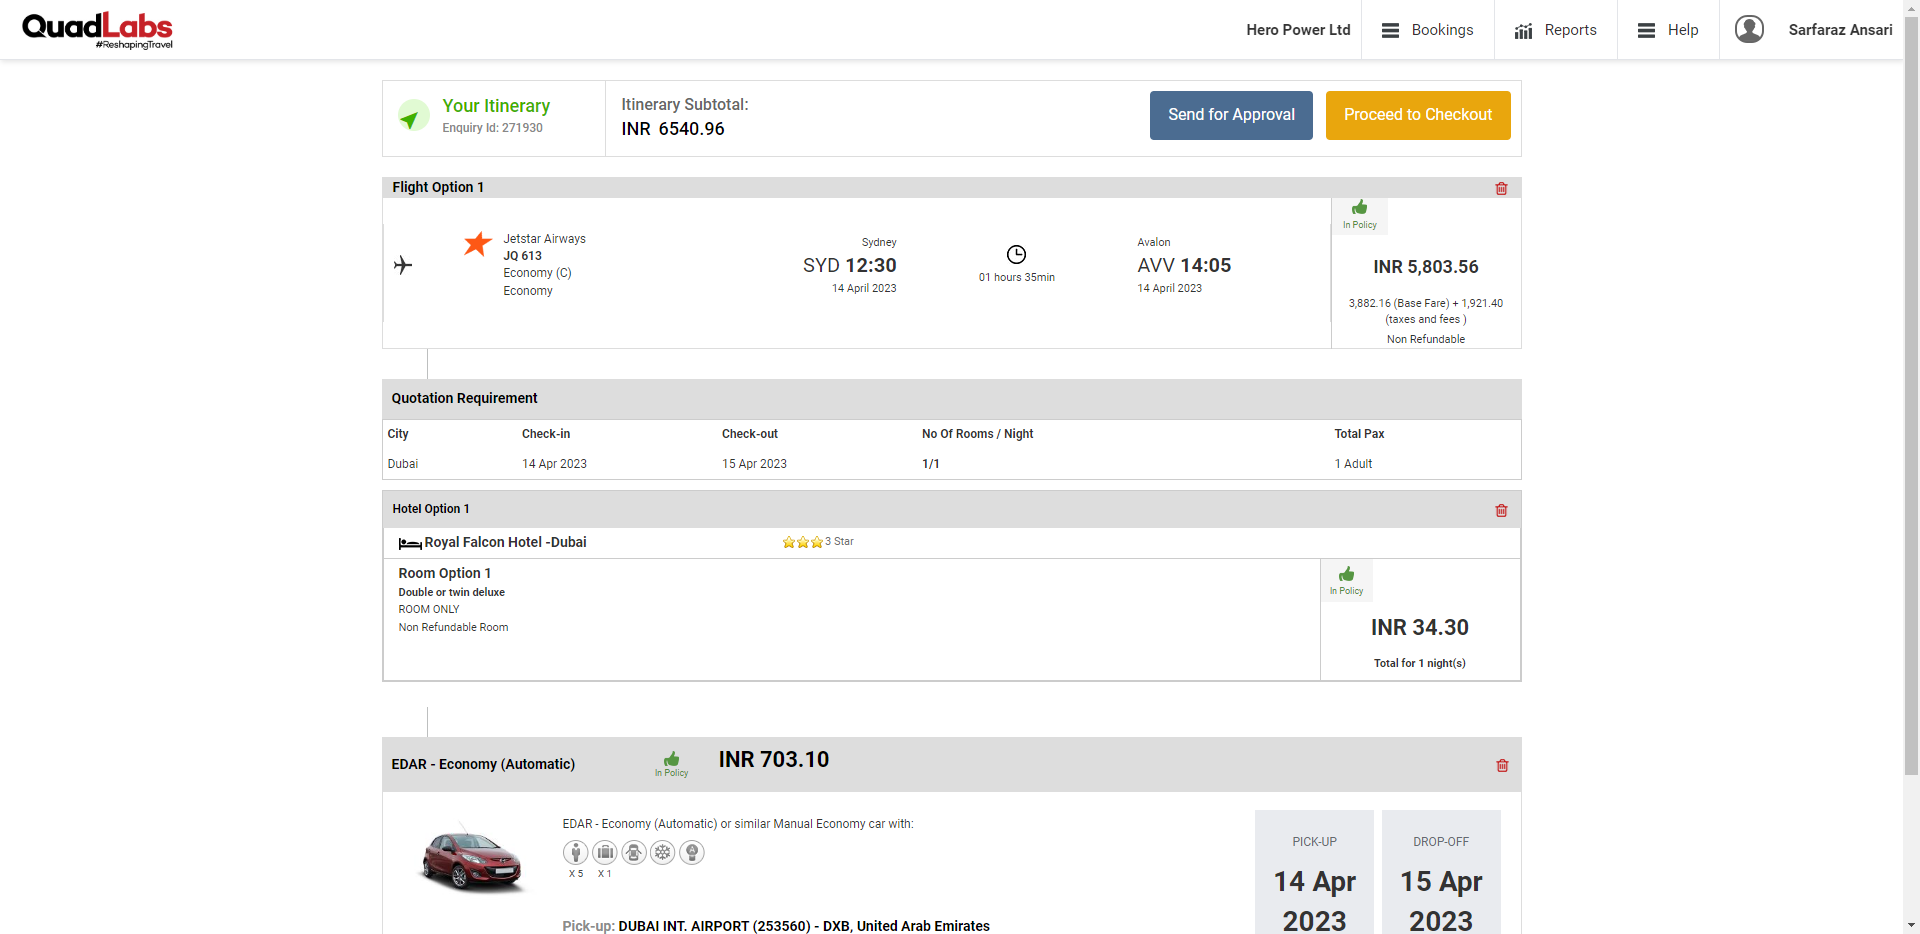 QuadLabs
#ReshapingTravel
Hero Power Ltd
Bookings
Reports
Help
Sarfaraz Ansari
Your Itinerary
Enquiry Id: 271930
Itinerary Subtotal:
INR 6540.96
Send for Approval
Proceed to Checkout
Flight Option 1
Jetstar Airways
JQ 613
Economy (C)
Economy
Sydney
SYD 12:30
14 April 2023
01 hours 35min
Avalon
AVV 14:05
14 April 2023
In Policy
INR 5,803.56
3,882.16 (Base Fare) + 1,921.40
(taxes and fees )
Non Refundable
Quotation Requirement
City Check-in Check-out No Of Rooms / Night Total Pax
Dubai 14 Apr 2023 15 Apr 2023 1/1 1 Adult
Hotel Option 1
Royal Falcon Hotel -Dubai
3 Star
Room Option 1
Double or twin deluxe
ROOM ONLY
Non Refundable Room
In Policy
INR 34.30
Total for 1 night(s)
EDAR - Economy (Automatic)
In Policy
INR 703.10
EDAR - Economy (Automatic) or similar Manual Economy car with:
A
X 5 X 1
Pick-up: DUBAI INT. AIRPORT (253560) - DXB, United Arab Emirates
PICK-UP
14 Apr
2023
DROP-OFF
15 Apr
2023